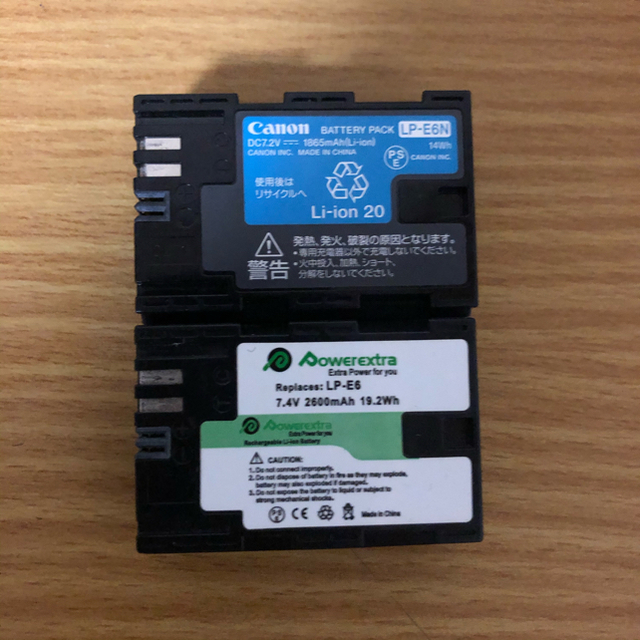 Canon BATTERY PACK LP-E6N
DC7.2V 1865mAh(Li-ion) 14Wh
CANON INC. MADE IN CHINA CANON INC.
PSE
使用後は
リサイクルへ
Li-ion 20
警告
発熱、発火、破裂の原因となります。
・専用充電器以外で充電しないでください。
・火中投入、加熱、ショート、
分解をしないでください。
Powerextra
Extra Power for you
Replaces: LP-E6
7.4V 2600mAh 19.2Wh
Powerextra
Extra Power for you
Rechargeable Li-ion Battery
CAUTION:
1. Do not connect improperly.
2. Do not dispose of battery in fire as they may explode,
battery may also explode if damaged.
3. Do not expose the battery to liquid or subject to
strong mechanical shocks.
CE Made in China